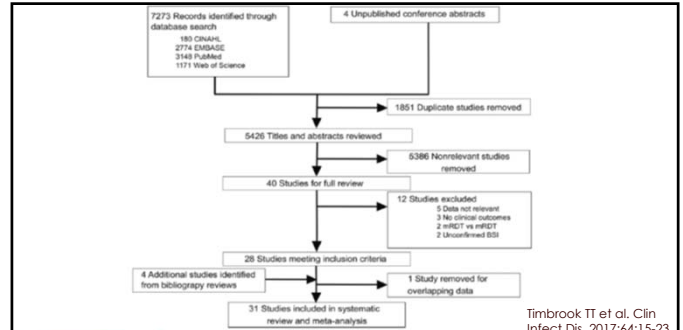 7273 Records identified through
database search
180 CINAHL
2774 EMBASE
3148 PubMed
1171 Web of Science
4 Unpublished conference abstracts
1851 Duplicate studies removed
5426 Titles and abstracts reviewed
5386 Nonrelevant studies
removed
40 Studies for full review
12 Studies excluded
5 Data not relevant
3 No clinical outcomes
2 mRDT vs mRDT
2 Unconfirmed BSI
28 Studies meeting inclusion criteria
4 Additional studies identified
from bibliograpy reviews
1 Study removed for
overlapping data
31 Studies included in systematic
review and meta-analysis
Timbrook TT et al. Clin
Infect Dis. 2017;64:15-23